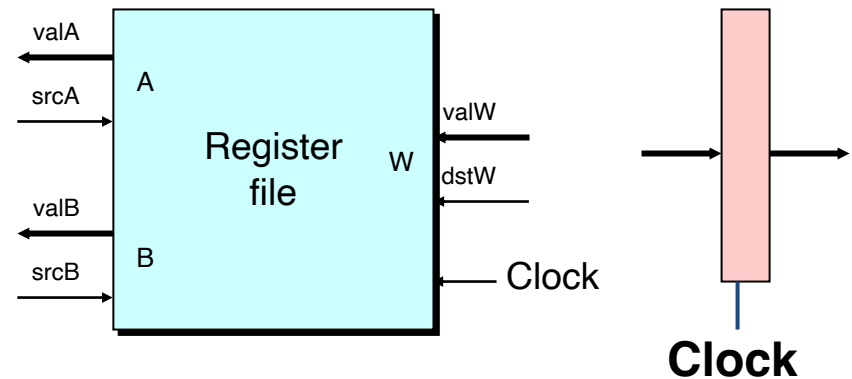 valA
A
srcA
Register
file
valW
W
dstW
valB
B
srcB
Clock
Clock